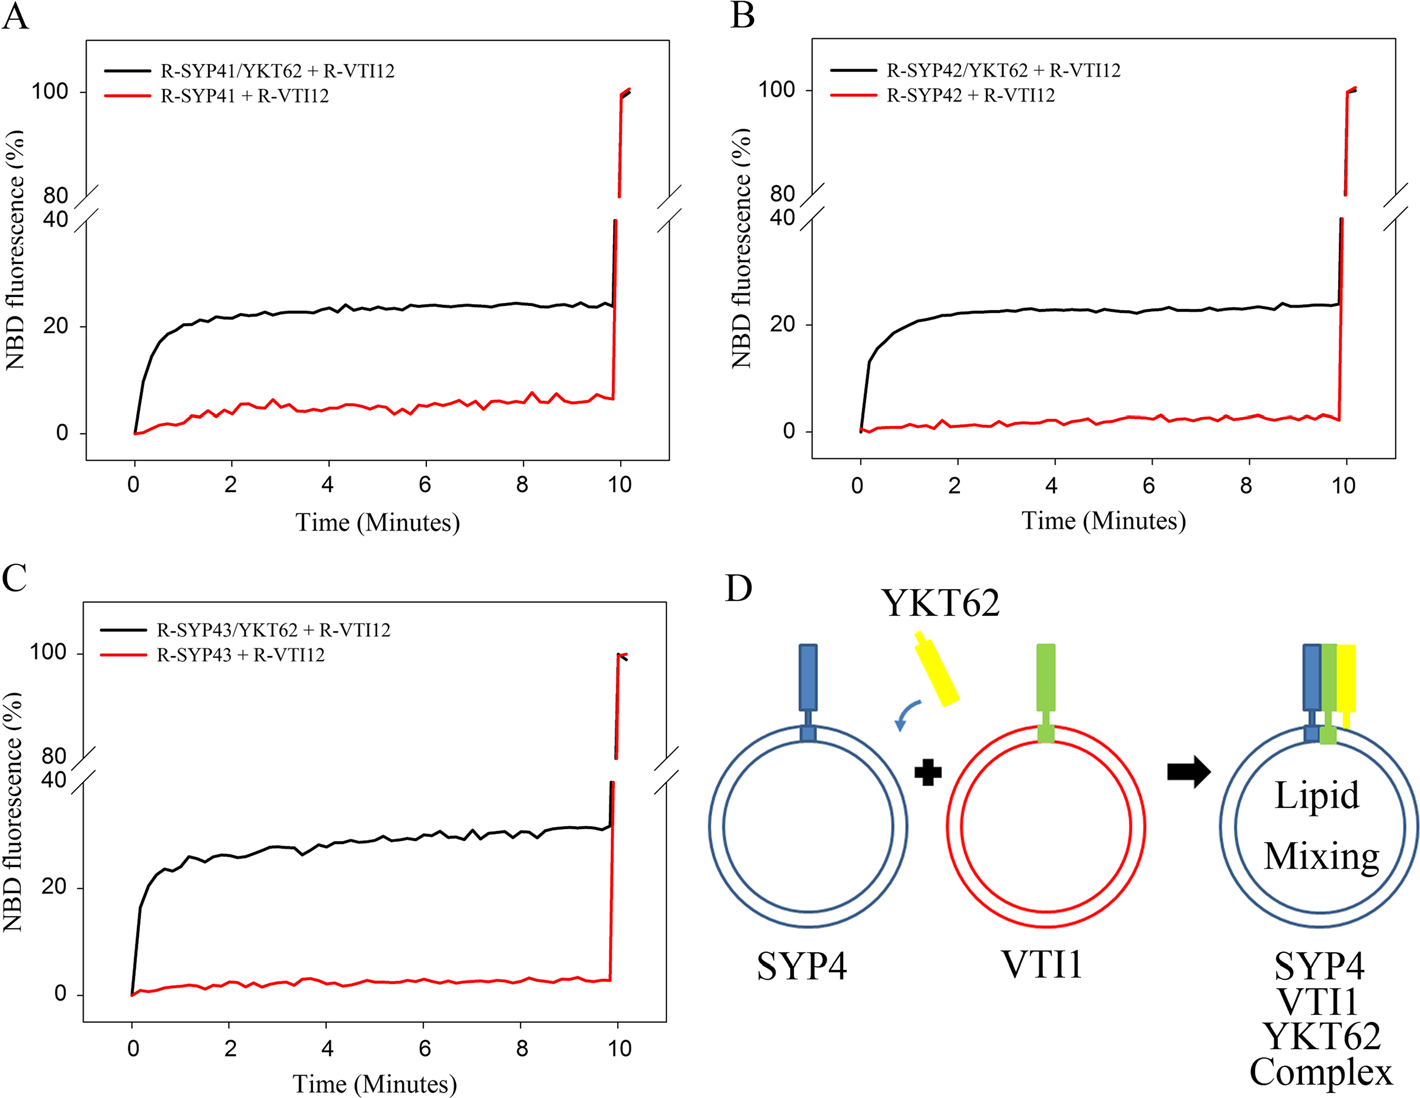 A
R-SYP41/YKT62 + R-VTI12
R-SYP41 + R-VTI12
100
80
40
20
0
NBD fluorescence (%)
0 2 4 6 8 10
Time (Minutes)
B
R-SYP42/YKT62 + R-VTI12
R-SYP42 + R-VTI12
100
80
40
20
0
NBD fluorescence (%)
0 2 4 6 8 10
Time (Minutes)
C
R-SYP43/YKT62 + R-VTI12
R-SYP43 + R-VTI12
100
80
40
20
0
NBD fluorescence (%)
0 2 4 6 8 10
Time (Minutes)
D
YKT62
Lipid
Mixing
SYP4
VTI1
SYP4
VTI1
YKT62
Complex